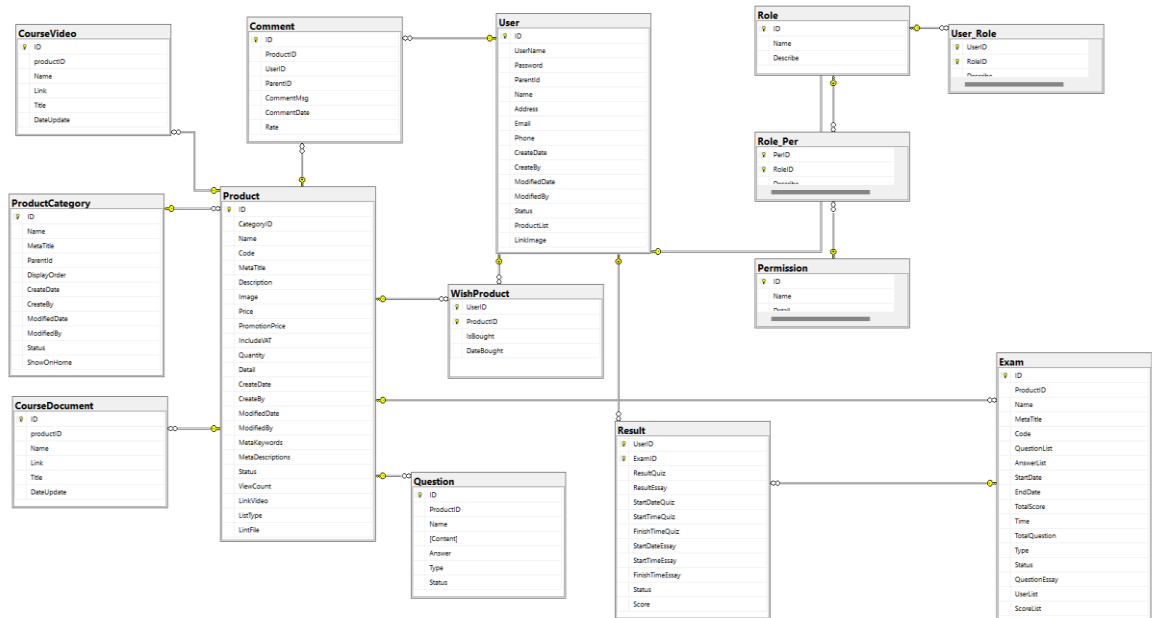 CourseVideo
ID
productID
Name
Link
Title
DateUpdate
Comment
ID
ProductID
UserID
ParentID
CommentMsg
CommentDate
Rate
User
ID
UserName
Password
ParentId
Name
Address
Email
Phone
CreateDate
CreateBy
ModifiedDate
ModifiedBy
Status
ProductList
LinkImage
Role
ID
Name
Describe
User_Role
UserID
RoleID
Describe
Role_Per
PerID
RoleID
Describe
Permission
ID
Name
Detail
ProductCategory
ID
Name
MetaTitle
ParentId
DisplayOrder
CreateDate
CreateBy
ModifiedDate
ModifiedBy
Status
ShowOnHome
Product
ID
CategoryID
Name
Code
MetaTitle
Description
Image
Price
PromotionPrice
IncludeVAT
Quantity
Detail
CreateDate
CreateBy
ModifiedDate
ModifiedBy
MetaKeywords
MetaDescriptions
Status
ViewCount
LinkVideo
ListType
LintFile
WishProduct
UserID
ProductID
IsBought
DateBought
CourseDocument
ID
productID
Name
Link
Title
DateUpdate
Question
ID
ProductID
Name
[Content]
Answer
Type
Status
Result
UserID
ExamID
ResultQuiz
ResultEssay
StartDateQuiz
StartTimeQuiz
FinishTimeQuiz
StartDateEssay
StartTimeEssay
FinishTimeEssay
Status
Score
Exam
ID
ProductID
Name
MetaTitle
Code
QuestionList
AnswerList
StartDate
EndDate
TotalScore
Time
TotalQuestion
Type
Status
QuestionEssay
UserList
ScoreList